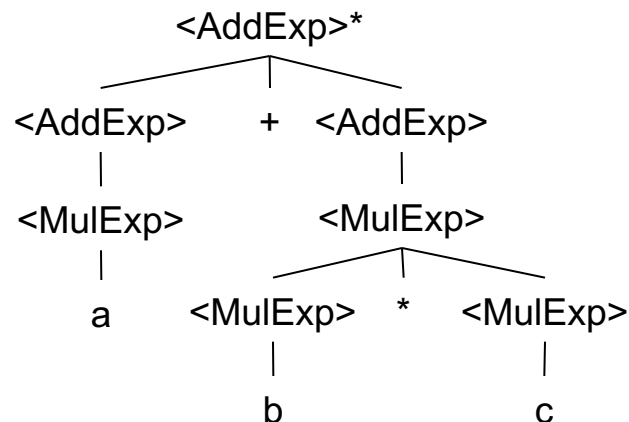 <AddExp>*
<AddExp> + <AddExp>
<MulExp> <MulExp>
a <MulExp> * <MulExp>
b c